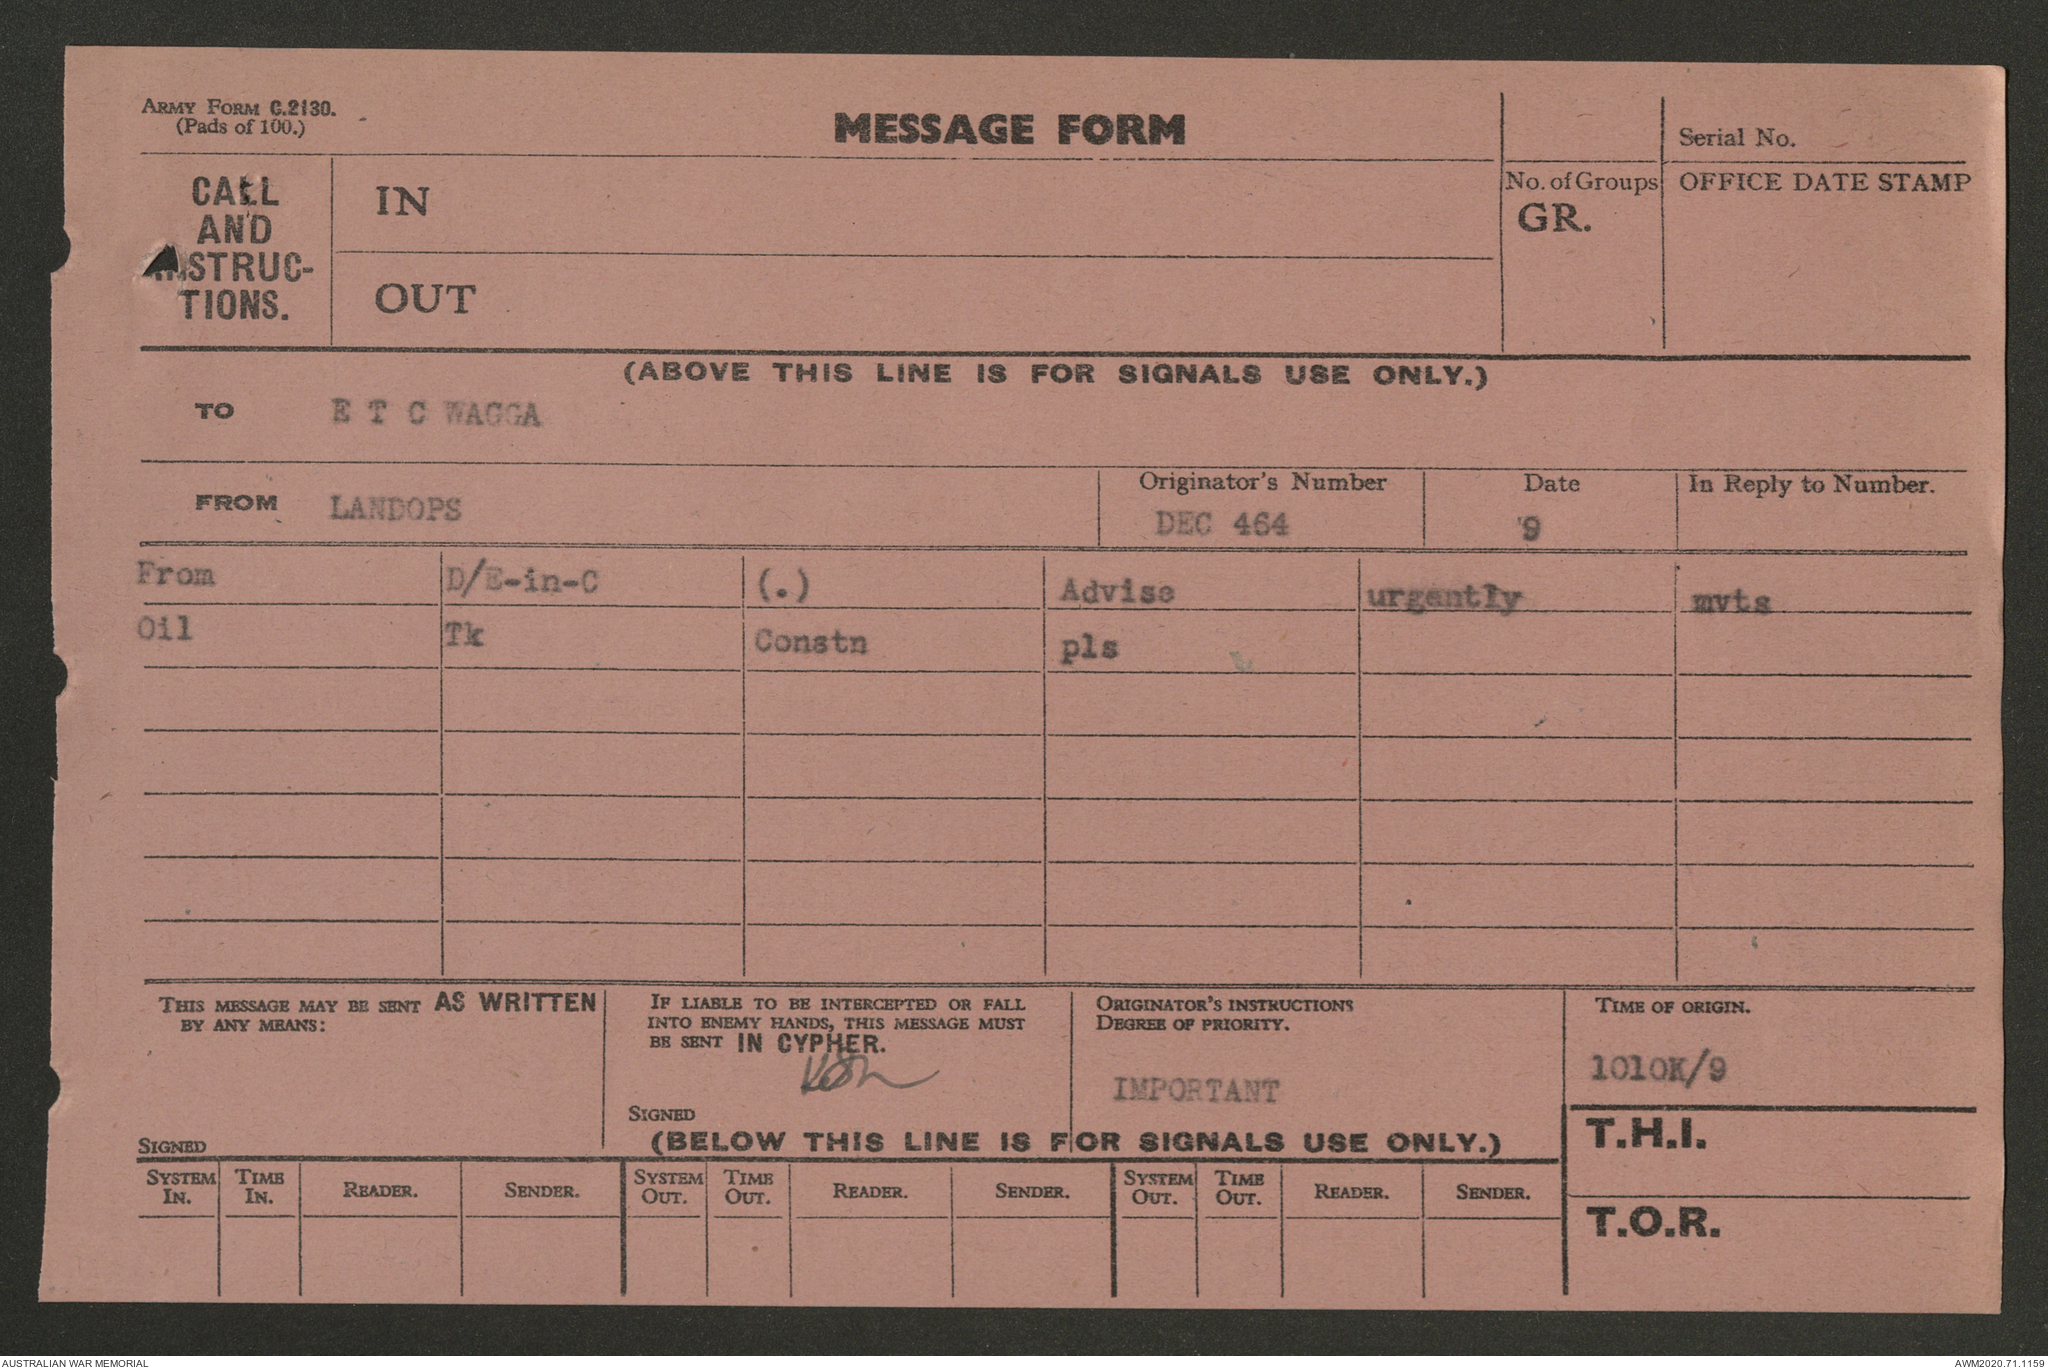 ARMY FORM C.2130.
(Pads of 100.)
MESSAGE FORM
Serial No.
CALL
AND
INSTRUC-
TIONS.
IN
OUT
No. of Groups
GR.
OFFICE DATE STAMP
(ABOVE THIS LINE IS FOR SIGNALS USE ONLY.)
TO E T C WAGGA
FROM LANDOPS
Originator's Number
DEC 464
Date
9
In Reply to Number.
From D/E-in-C (.) Advise urgently mvts
Oil Tk Constn pls
THIS MESSAGE MAY BE SENT AS WRITTEN
BY ANY MEANS:
SIGNED
IF LIABLE TO BE INTERCEPTED OR FALL
INTO ENEMY HANDS, THIS MESSAGE MUST
BE SENT IN CYPHER.
SIGNED
ORIGINATOR'S INSTRUCTIONS
DEGREE OF PRIORITY.
IMPORTANT
TIME OF ORIGIN.
1010K/9
(BELOW THIS LINE IS FOR SIGNALS USE ONLY.)
T.H.I.
T.O.R.
SYSTEM IN. TIME IN. READER. SENDER. SYSTEM OUT. TIME OUT. READER. SENDER. SYSTEM OUT. TIME OUT. READER. SENDER.
AUSTRALIAN WAR MEMORIAL
AWM2020.71.1159